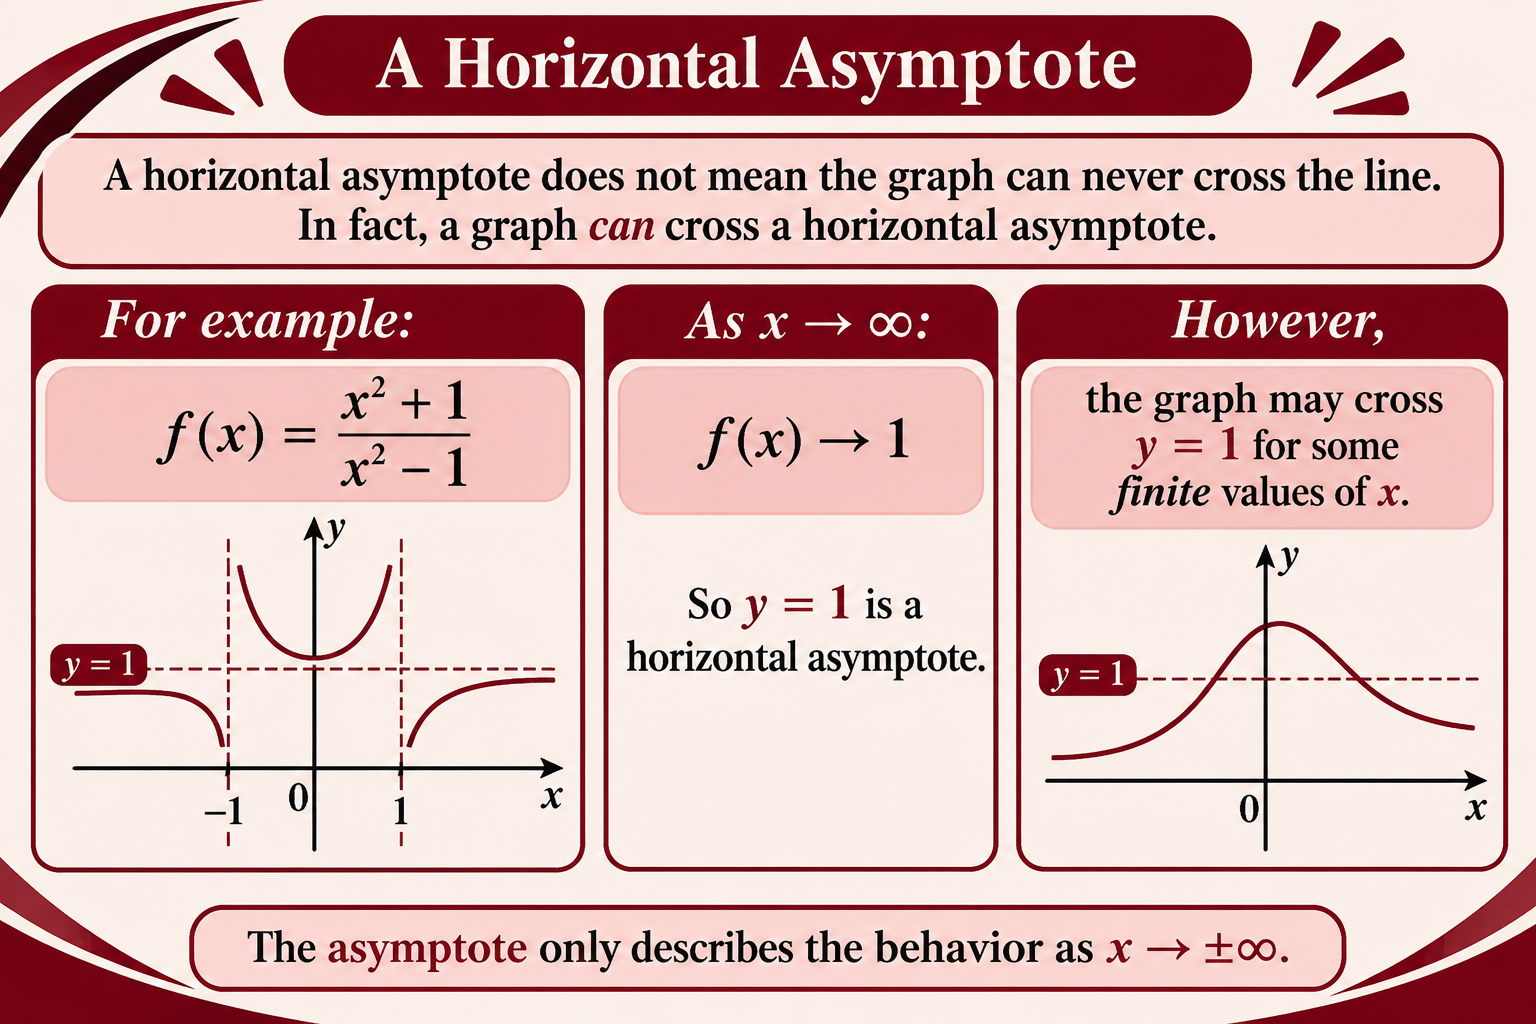 A Horizontal Asymptote
A horizontal asymptote does not mean the graph can never cross the line.
In fact, a graph can cross a horizontal asymptote.
For example:
f(x) = (x² + 1)/(x² − 1)
y
y = 1
−1
0
1
x
As x → ∞:
f(x) → 1
So y = 1 is a
horizontal asymptote.
However,
the graph may cross
y = 1 for some
finite values of x.
y
y = 1
0
x
The asymptote only describes the behavior as x → ±∞.